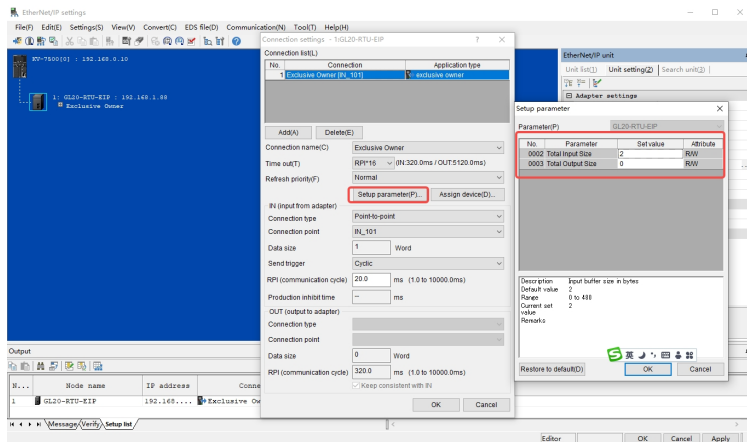 EtherNet/IP settings
File(F) Edit(E) Settings(S) View(V) Convert(C) EDS file(D) Communication(N) Tool(T) Help(H)
KV-7500[0] : 192.168.0.10
1: GL20-RTU-EIP : 192.168.1.88
Exclusive Owner
Connection settings - 1:GL20-RTU-EIP
Connection list(L)
No. Connection Application type
1 Exclusive Owner [IN_101] exclusive owner
Add(A) Delete(E)
Connection name(C) Exclusive Owner
Time out(T) RPI*16 (IN:320.0ms / OUT:5120.0ms)
Refresh priority(F) Normal
Setup parameter(P)... Assign device(D)...
IN (input from adapter)
Connection type Point-to-point
Connection point IN_101
Data size 1 Word
Send trigger Cyclic
RPI (communication cycle) 20.0 ms (1.0 to 10000.0ms)
Production inhibit time -- ms
OUT (output to adapter)
Connection type
Connection point
Data size 0 Word
RPI (communication cycle) 320.0 ms (1.0 to 10000.0ms)
Keep consistent with IN
OK Cancel
EtherNet/IP unit
Unit list(1) Unit setting(2) Search unit(3)
Adapter settings
Setup parameter
Parameter(P) GL20-RTU-EIP
No. Parameter Set value Attribute
0002 Total Input Size 2 R/W
0003 Total Output Size 0 R/W
Description Input buffer size in bytes
Default value 2
Range 0 to 488
Current set value 2
Remarks
英
Restore to default(D) OK Cancel
Output
N... Node name IP address Conne
1 GL20-RTU-EIP 192.168.... Exclusive Ow
Message Verify Setup list
Editor OK Cancel Apply